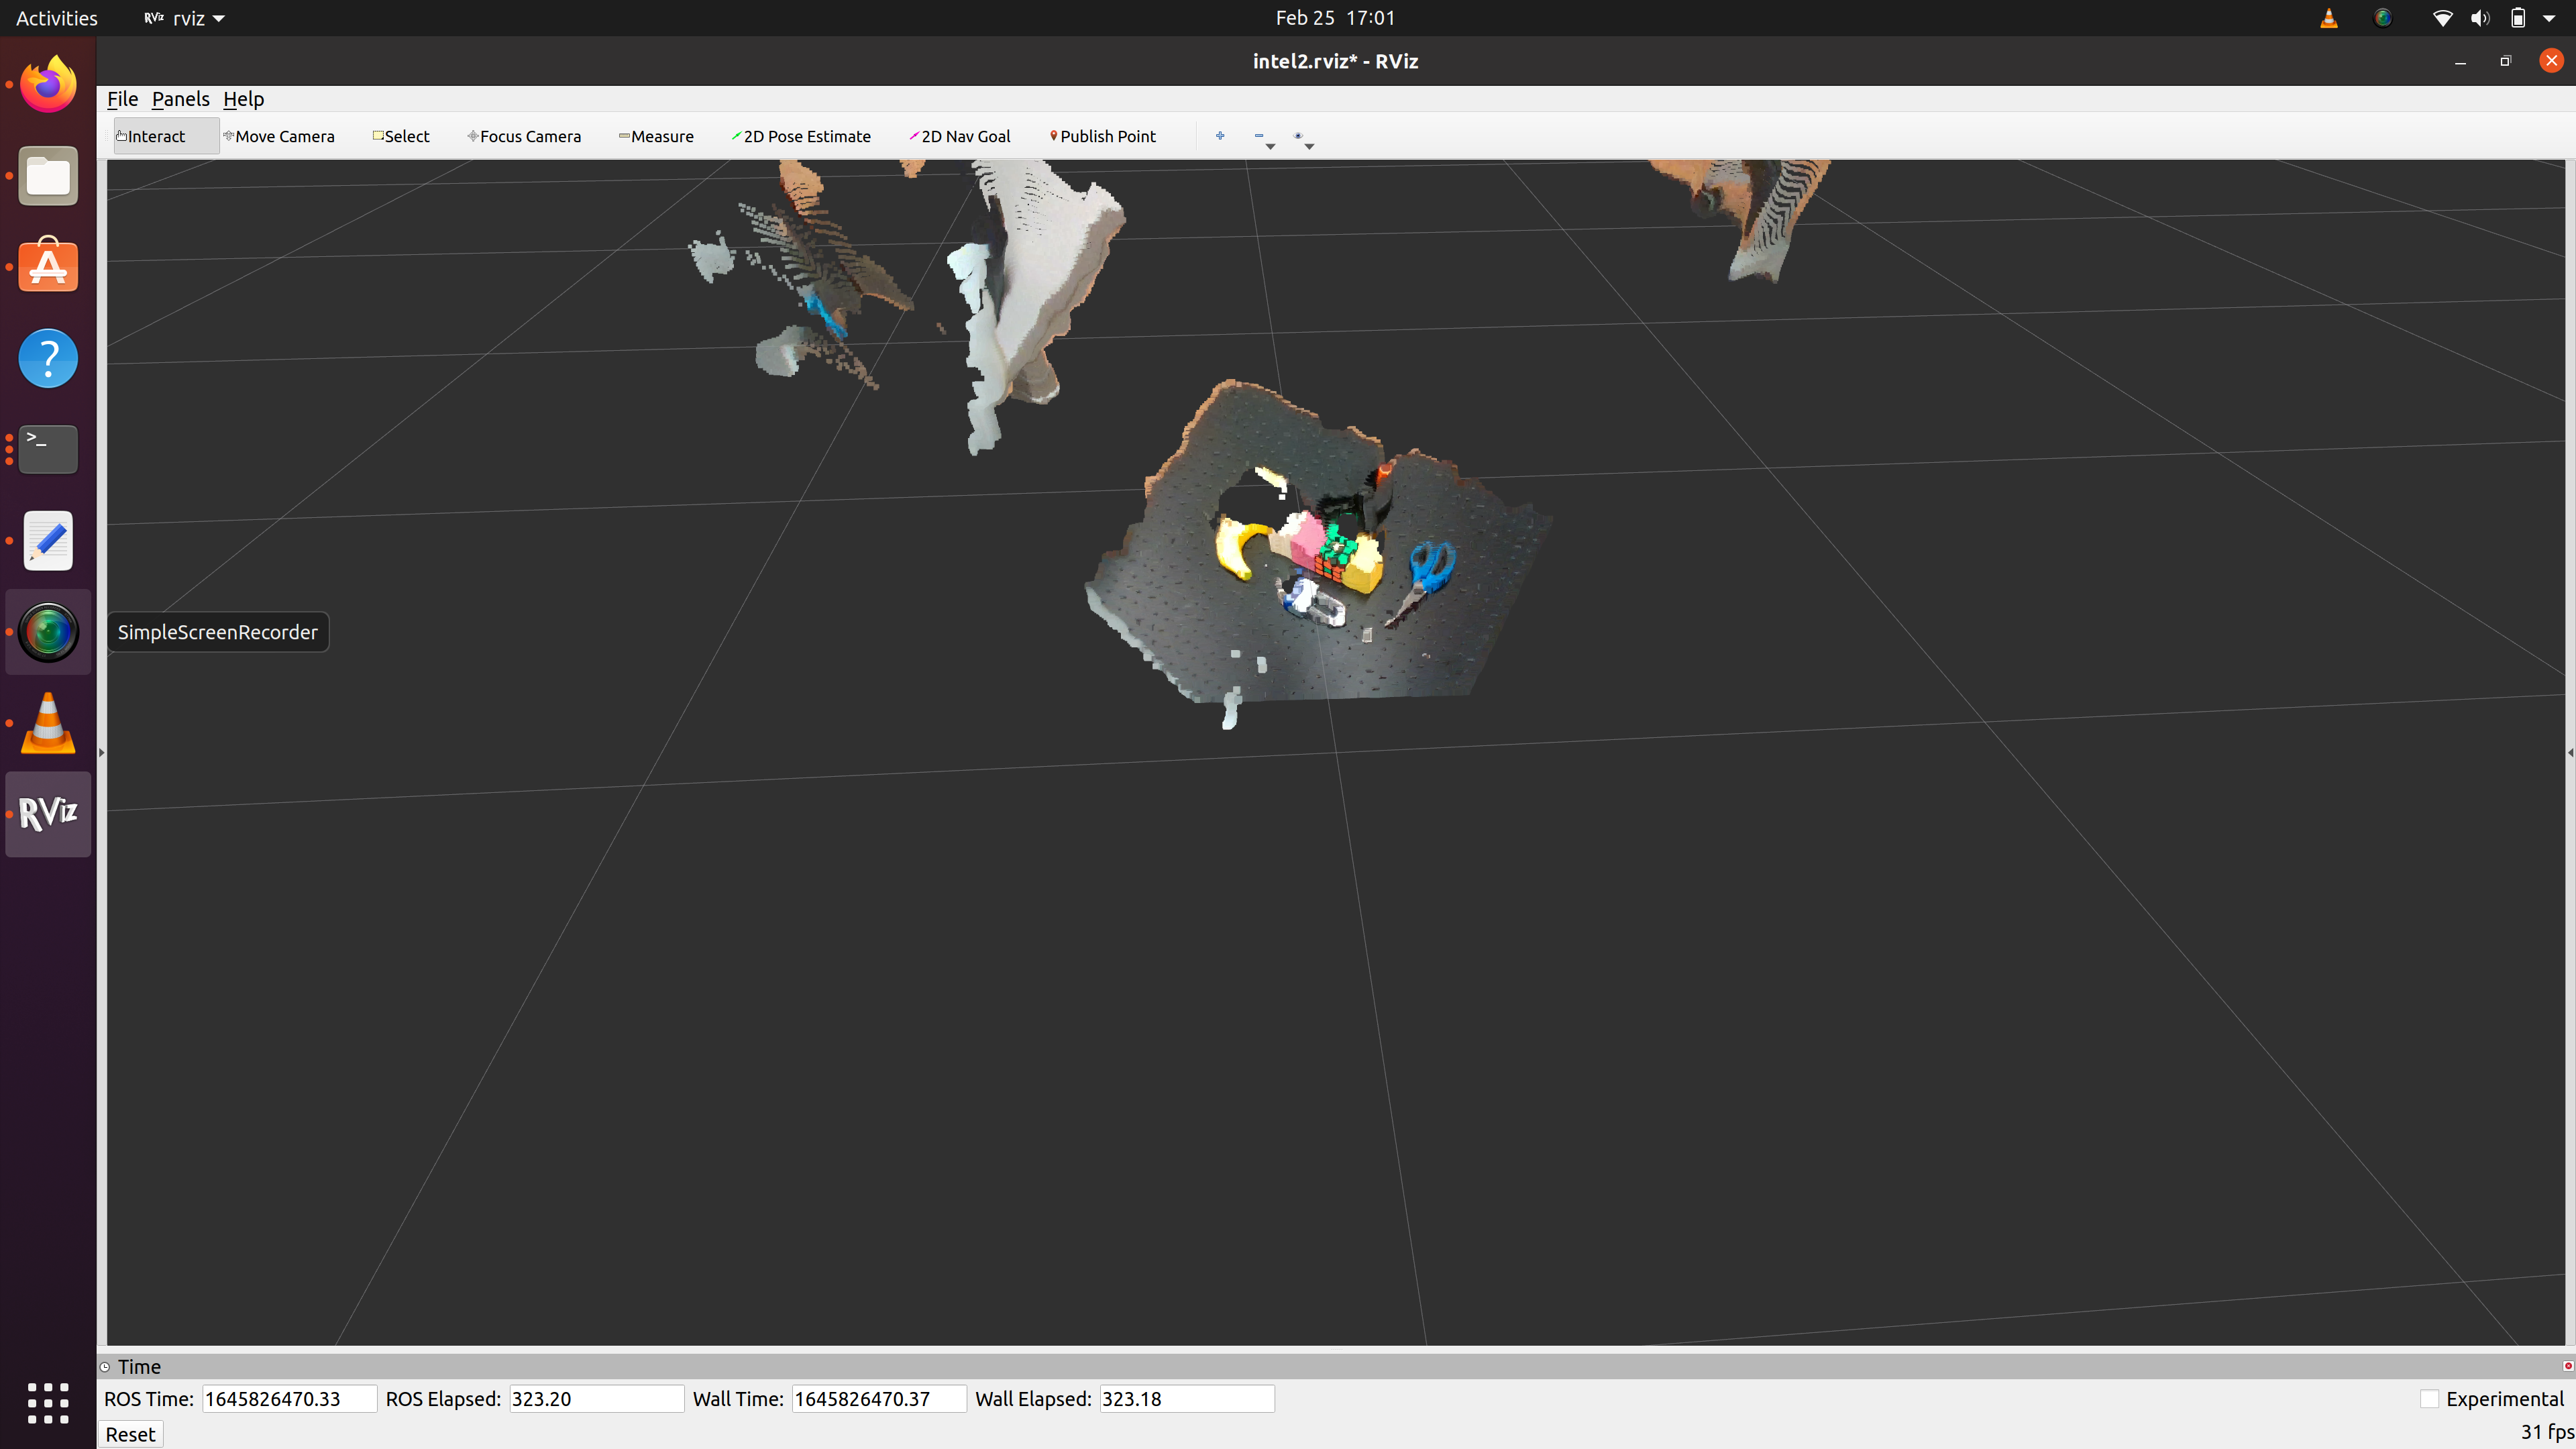 Activities RViz rviz Feb 25 17:01
intel2.rviz* - RViz
File Panels Help
Interact Move Camera Select Focus Camera Measure 2D Pose Estimate 2D Nav Goal Publish Point
>_
?
SimpleScreenRecorder
RViz
Time
ROS Time: 1645826470.33 ROS Elapsed: 323.20 Wall Time: 1645826470.37 Wall Elapsed: 323.18 Experimental
Reset 31 fps